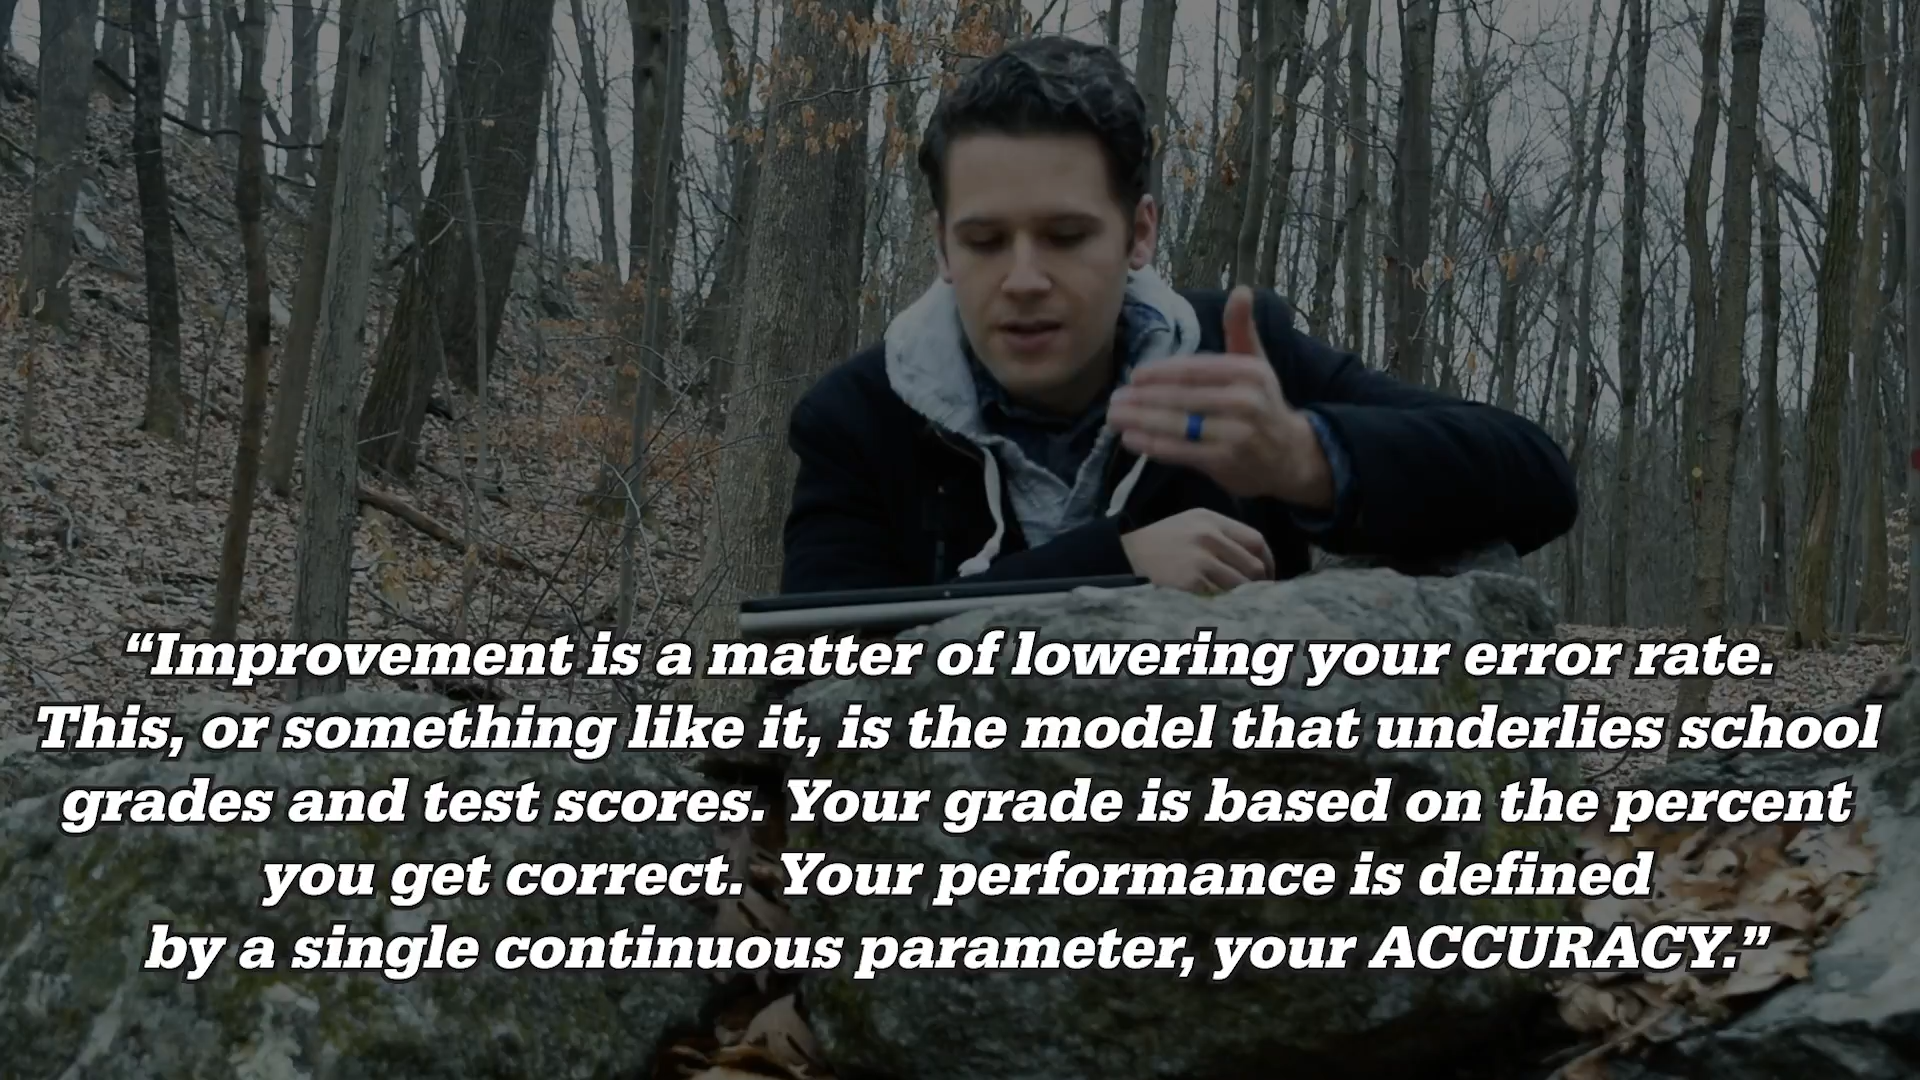 “Improvement is a matter of lowering your error rate.
This, or something like it, is the model that underlies school
grades and test scores. Your grade is based on the percent
you get correct.  Your performance is defined
by a single continuous parameter, your ACCURACY.”